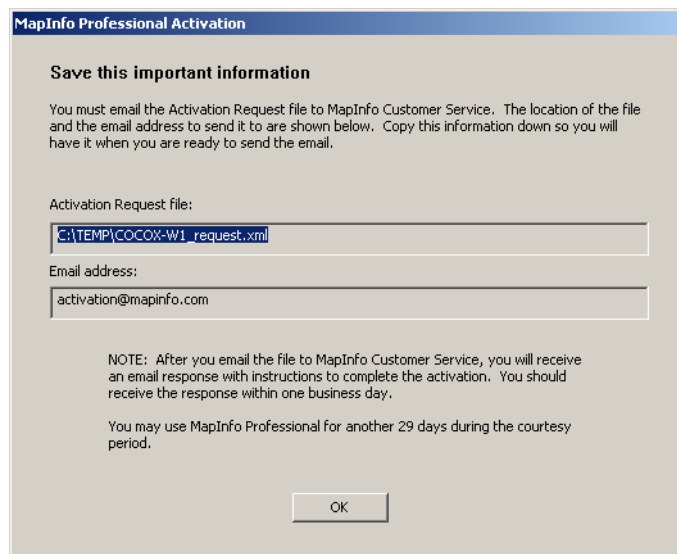 MapInfo Professional Activation
Save this important information
You must email the Activation Request file to MapInfo Customer Service. The location of the file
and the email address to send it to are shown below. Copy this information down so you will
have it when you are ready to send the email.
Activation Request file:
C:\TEMP\COCOX-W1_request.xml
Email address:
activation@mapinfo.com
NOTE: After you email the file to MapInfo Customer Service, you will receive
an email response with instructions to complete the activation. You should
receive the response within one business day.
You may use MapInfo Professional for another 29 days during the courtesy
period.
OK